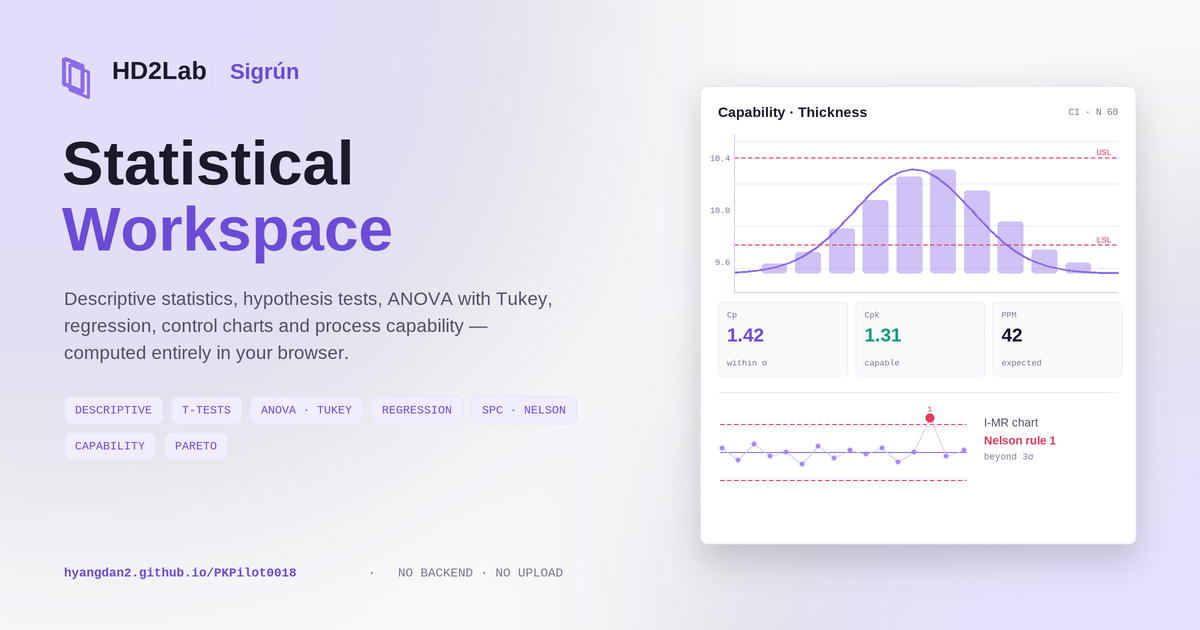 HD2Lab Sigrún
Statistical
Workspace
Descriptive statistics, hypothesis tests, ANOVA with Tukey,
regression, control charts and process capability —
computed entirely in your browser.
DESCRIPTIVE T-TESTS ANOVA · TUKEY REGRESSION SPC · NELSON
CAPABILITY PARETO
hyangdan2.github.io/PKPilot0018 · NO BACKEND · NO UPLOAD
Capability · Thickness C1 · N 60
USL
10.4
10.0
LSL
9.6
Cp Cpk PPM
1.42 1.31 42
within σ capable expected
1
I-MR chart
Nelson rule 1
beyond 3σ